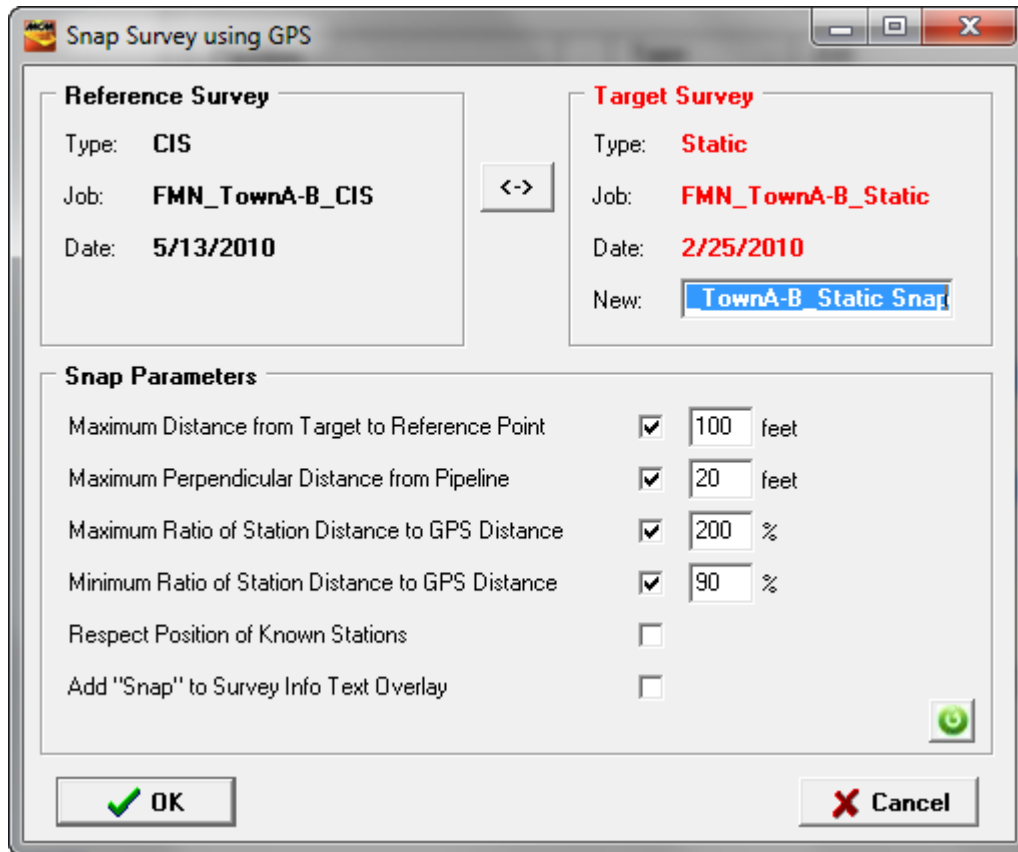 MCM
Snap Survey using GPS
Reference Survey
Type: CIS
Job: FMN_TownA-B_CIS
Date: 5/13/2010
<->
Target Survey
Type: Static
Job: FMN_TownA-B_Static
Date: 2/25/2010
New: _TownA-B_Static Snap
Snap Parameters
Maximum Distance from Target to Reference Point 100 feet
Maximum Perpendicular Distance from Pipeline 20 feet
Maximum Ratio of Station Distance to GPS Distance 200 %
Minimum Ratio of Station Distance to GPS Distance 90 %
Respect Position of Known Stations
Add "Snap" to Survey Info Text Overlay
OK
Cancel